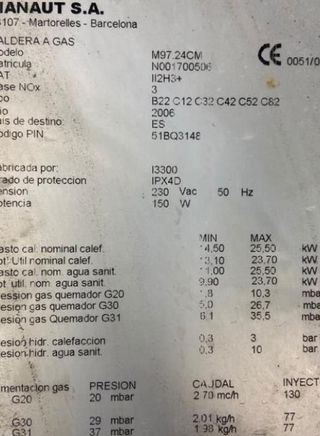 IANAUT S.A.
3107 - Martorelles - Barcelona
ALDERA A GAS
odelo M97.24CM
atricula N001700506
CE 0051/0
AT II2H3+
ase NOx 3
po B22 C12 C32 C42 C52 C82
io 2006
ais de destino: ES
odigo PIN 51BQ3148
abricada por: I3300
rado de proteccion IPX4D
ension 230 Vac 50 Hz
otencia 150 W
MIN MAX
asto cal. nominal calef. 14,50 25,50 kW
ot. Util nominal calef. 13,10 23,70 kW
asto cal. nom. agua sanit. 11,00 25,50 kW
ot. util. nom. agua sanit. 9,90 23,70 kW
esion gas quemador G20 1,8 10,3 mba
resion gas quemador G30 5,0 26,7 mba
esion gas Quemador G31 6,1 35,5 mba
esion hidr. calefaccion 0,3 3 bar
esion hidr. agua sanit. 0,3 10 bar
mentacion gas PRESION CAUDAL INYECT
G20 20 mbar 2.70 mc/h 130
G30 29 mbar 2.01 kg/h 77
G31 37 mbar 1.98 kg/h 77